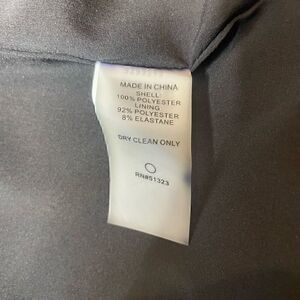 MADE IN CHINA
SHELL:
100% POLYESTER
LINING:
92% POLYESTER
8% ELASTANE
DRY CLEAN ONLY
RN#51323